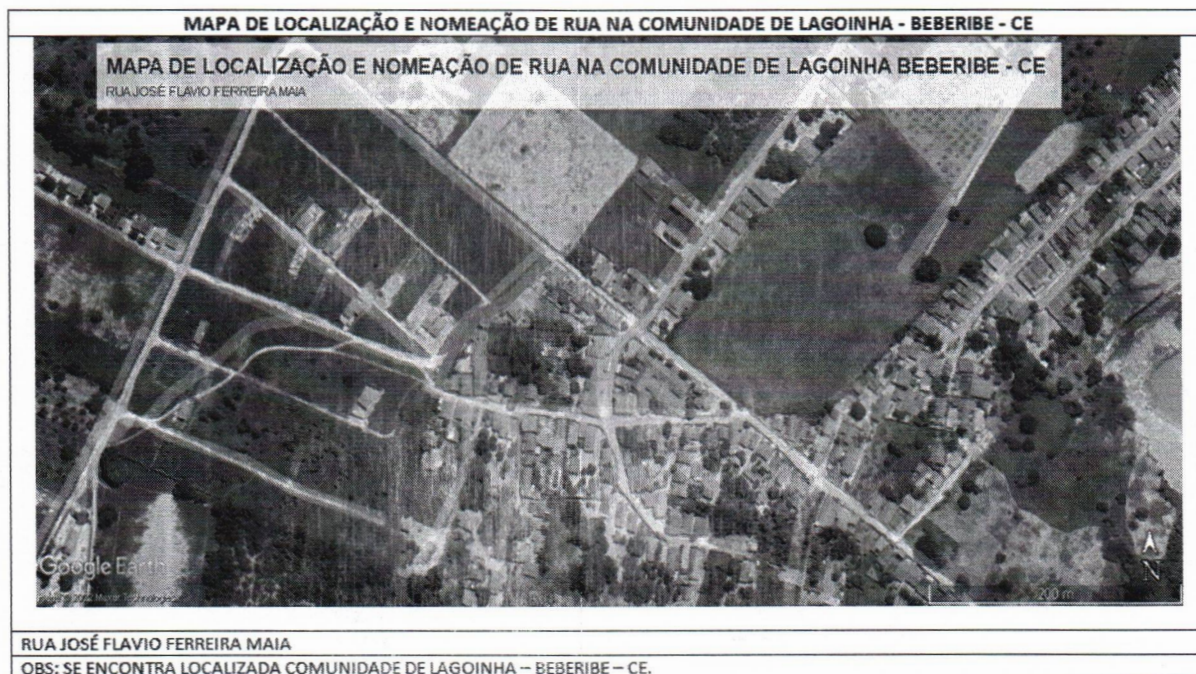 MAPA DE LOCALIZAÇÃO E NOMEAÇÃO DE RUA NA COMUNIDADE DE LAGOINHA - BEBERIBE - CE
MAPA DE LOCALIZAÇÃO E NOMEAÇÃO DE RUA NA COMUNIDADE DE LAGOINHA BEBERIBE - CE
RUA JOSÉ FLAVIO FERREIRA MAIA
Google Earth
Maxar Technologies
N
200 m
RUA JOSÉ FLAVIO FERREIRA MAIA
OBS: SE ENCONTRA LOCALIZADA COMUNIDADE DE LAGOINHA – BEBERIBE – CE.